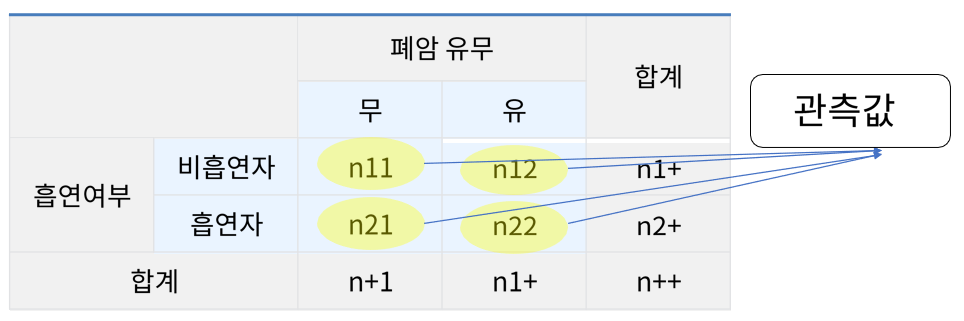 폐암 유무
합계
관측값
무
유
흡연여부
비흡연자
n11
n12
n1+
흡연자
n21
n22
n2+
합계
n+1
n1+
n++